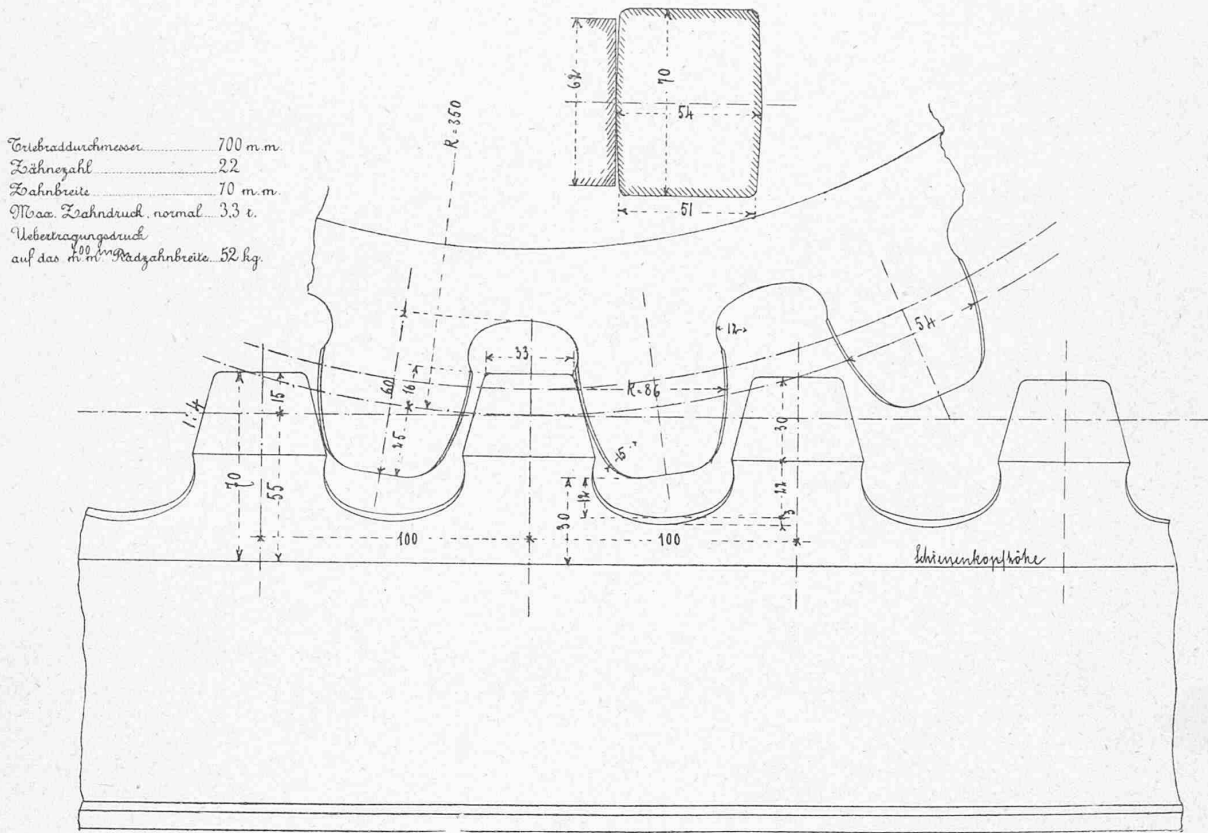 Triebraddurchmesser 700 m.m.
Zähnezahl 22
Zahnbreite 70 m.m.
Max. Zahndruck, normal 3,3 t.
Uebertragungsdruck
auf das m.m. Radzahnbreite 52 kg.
62
70
54
51
R=350
54
12
33
60
16
15
R=86
1:4
30
25
5
70
55
12
22
3
30
100
100
Schienenkopfhöhe